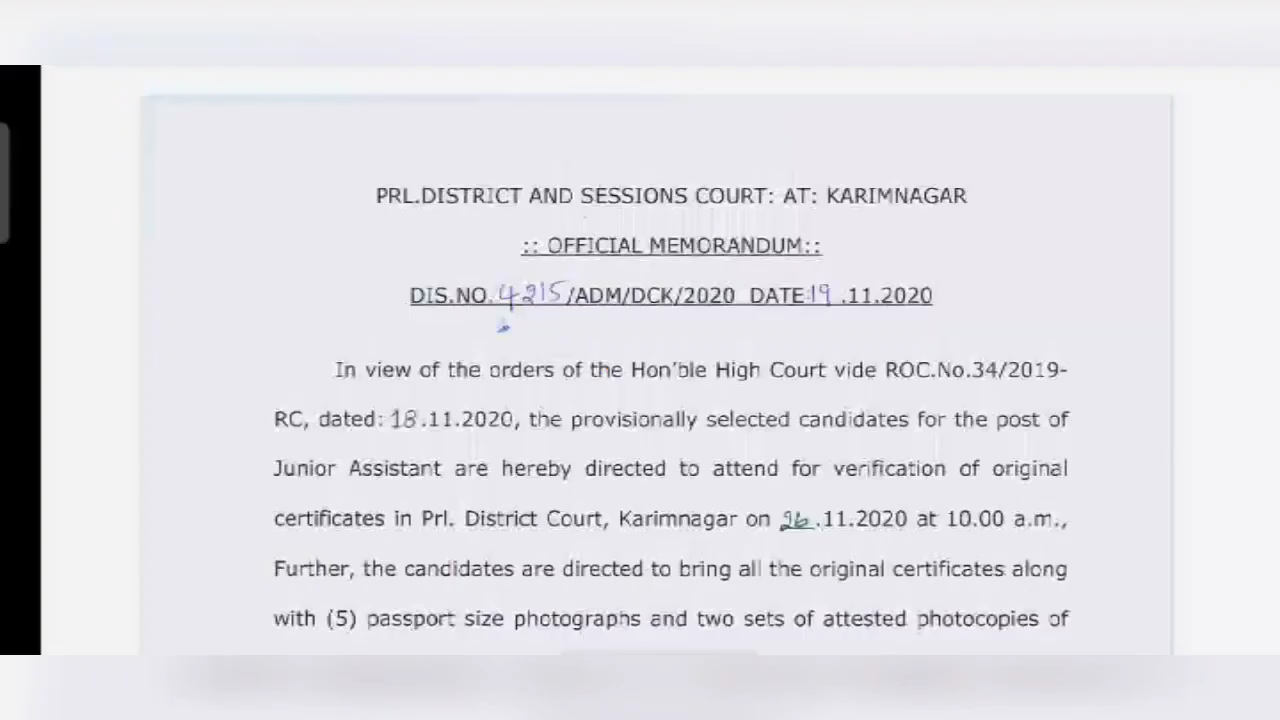 PRL.DISTRICT AND SESSIONS COURT: AT: KARIMNAGAR
:: OFFICIAL MEMORANDUM::
DIS.NO.4215/ADM/DCK/2020 DATE:19 .11.2020
In view of the orders of the Hon'ble High Court vide ROC.No.34/2019-
RC, dated: 18.11.2020, the provisionally selected candidates for the post of
Junior Assistant are hereby directed to attend for verification of original
certificates in Prl. District Court, Karimnagar on 26.11.2020 at 10.00 a.m.,
Further, the candidates are directed to bring all the original certificates along
with (5) passport size photographs and two sets of attested photocopies of